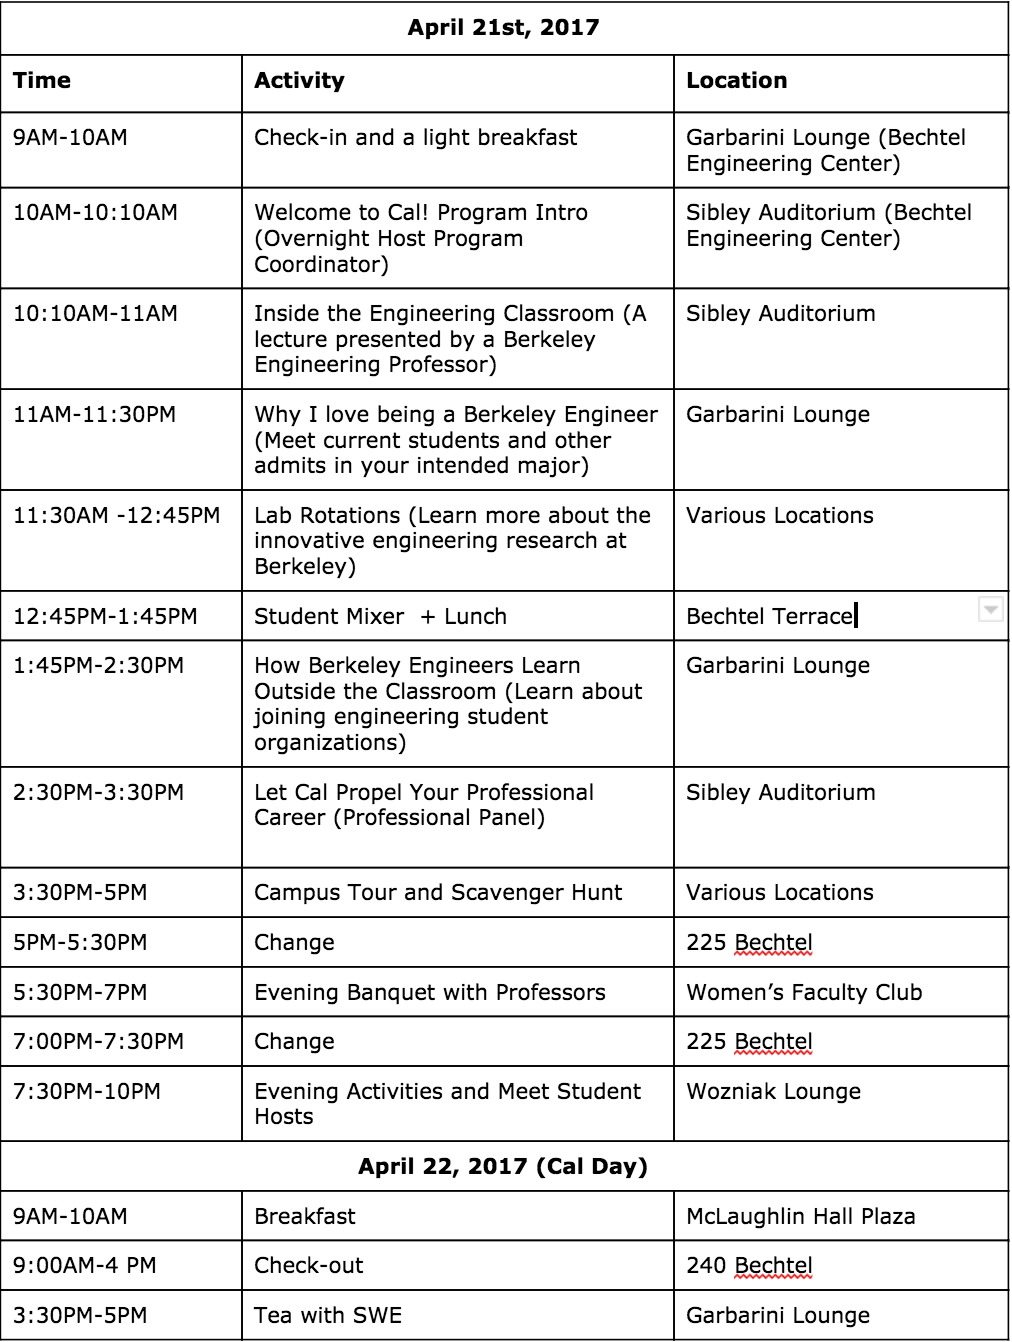 April 21st, 2017
Time Activity Location
9AM-10AM Check-in and a light breakfast Garbarini Lounge (Bechtel
Engineering Center)
10AM-10:10AM Welcome to Cal! Program Intro Sibley Auditorium (Bechtel
(Overnight Host Program Engineering Center)
Coordinator)
10:10AM-11AM Inside the Engineering Classroom (A Sibley Auditorium
lecture presented by a Berkeley
Engineering Professor)
11AM-11:30PM Why I love being a Berkeley Engineer Garbarini Lounge
(Meet current students and other
admits in your intended major)
11:30AM -12:45PM Lab Rotations (Learn more about the Various Locations
innovative engineering research at
Berkeley)
12:45PM-1:45PM Student Mixer  + Lunch Bechtel Terrace
1:45PM-2:30PM How Berkeley Engineers Learn Garbarini Lounge
Outside the Classroom (Learn about
joining engineering student
organizations)
2:30PM-3:30PM Let Cal Propel Your Professional Sibley Auditorium
Career (Professional Panel)
3:30PM-5PM Campus Tour and Scavenger Hunt Various Locations
5PM-5:30PM Change 225 Bechtel
5:30PM-7PM Evening Banquet with Professors Women’s Faculty Club
7:00PM-7:30PM Change 225 Bechtel
7:30PM-10PM Evening Activities and Meet Student Wozniak Lounge
Hosts
April 22, 2017 (Cal Day)
9AM-10AM Breakfast McLaughlin Hall Plaza
9:00AM-4 PM Check-out 240 Bechtel
3:30PM-5PM Tea with SWE Garbarini Lounge